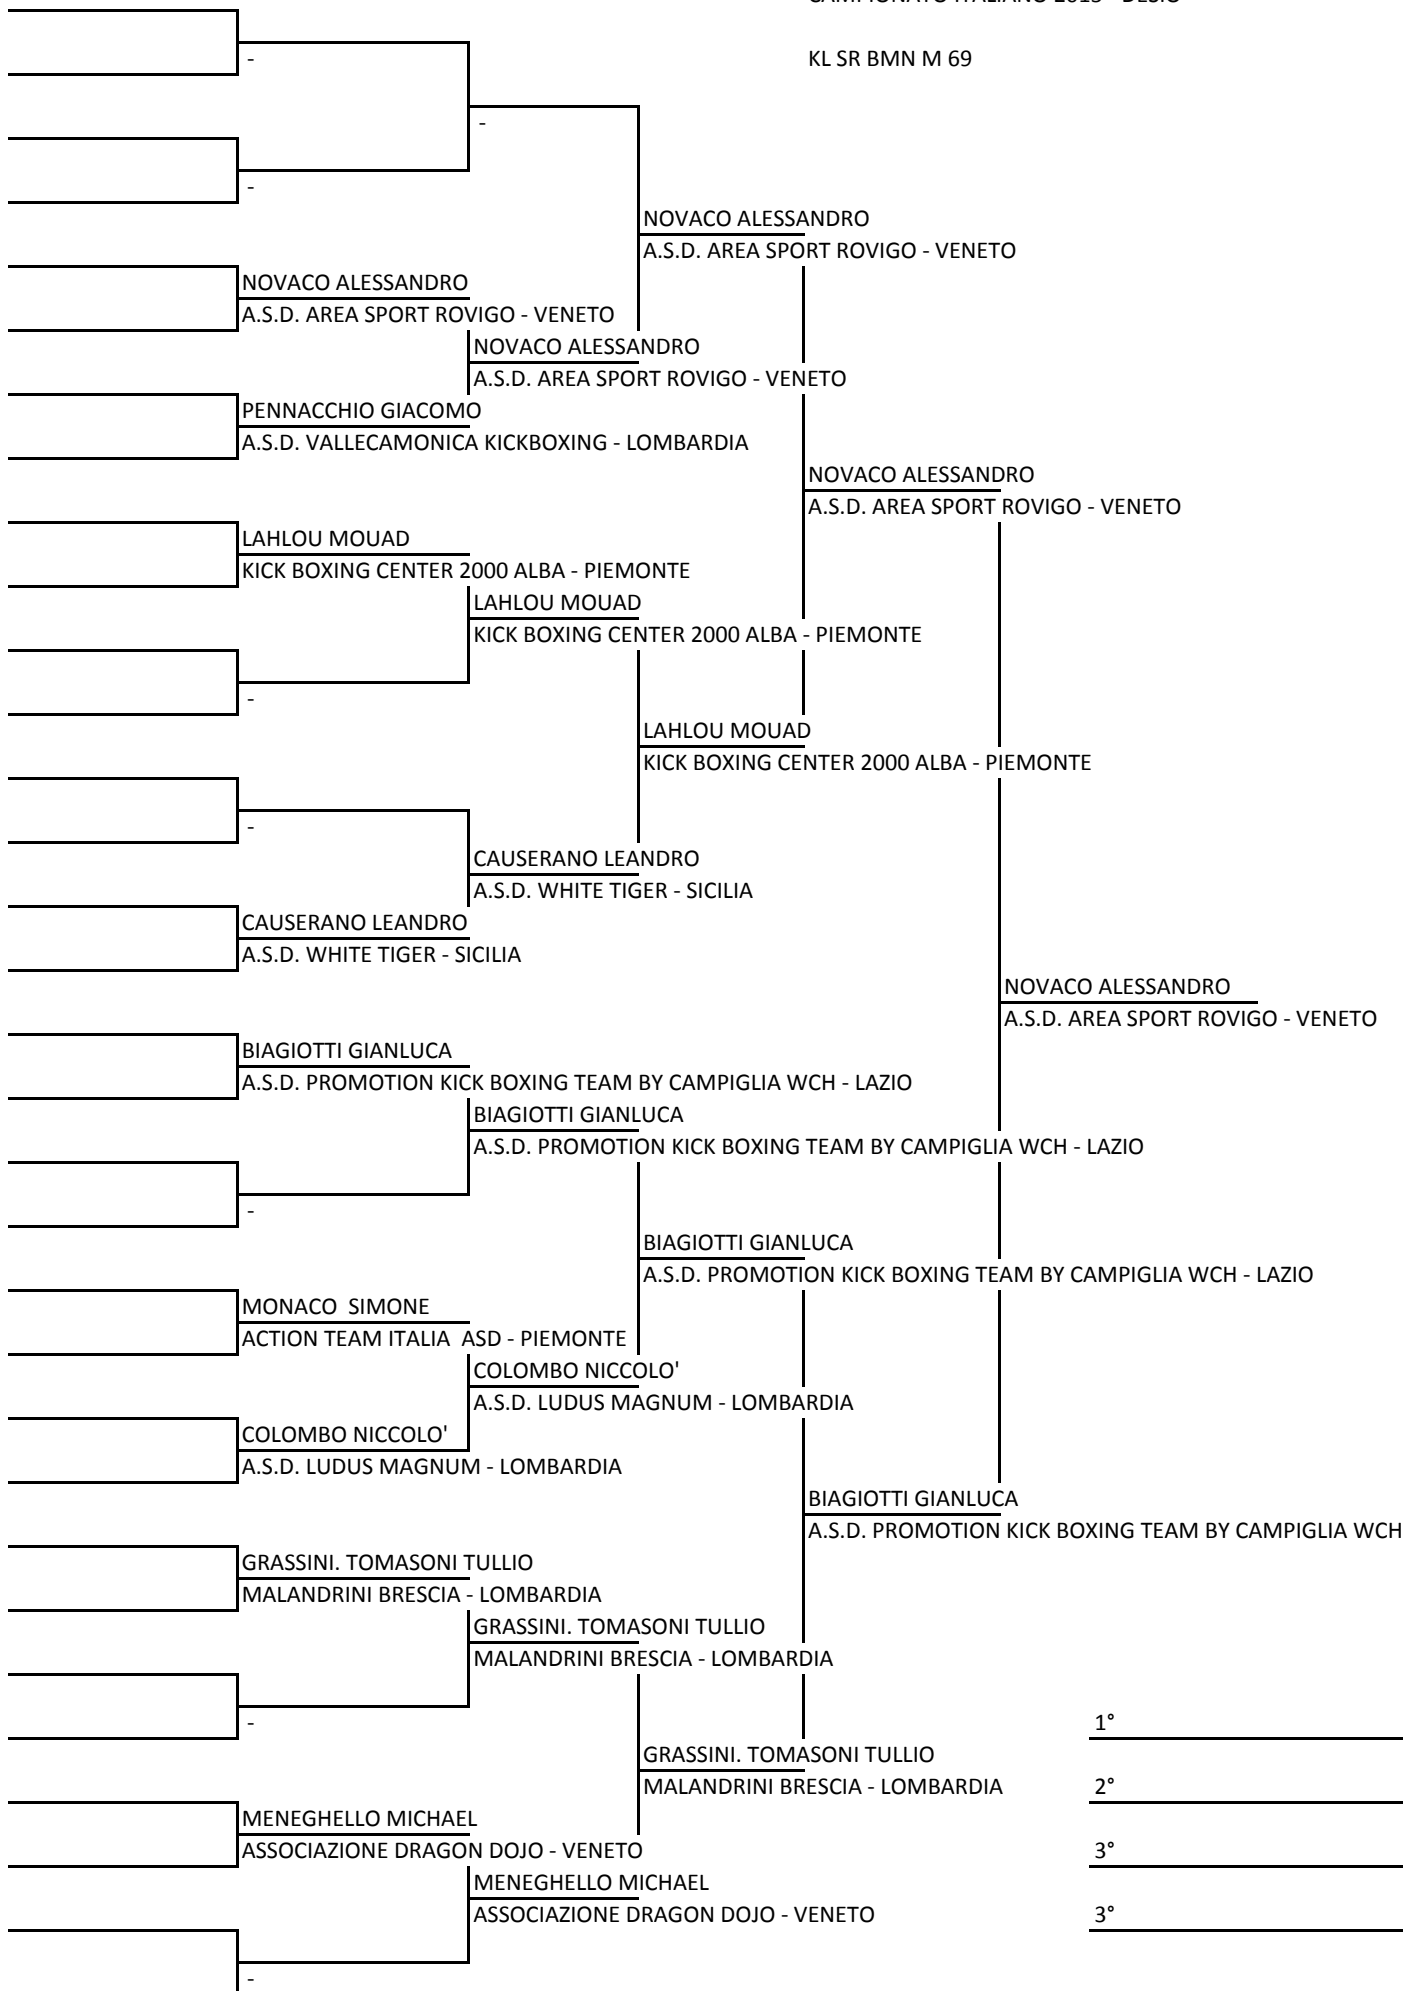 CAMPIONATO ITALIANO 2015 - DESIO
KL SR BMN M 69
-
-
-
NOVACO ALESSANDRO
A.S.D. AREA SPORT ROVIGO - VENETO
NOVACO ALESSANDRO
A.S.D. AREA SPORT ROVIGO - VENETO
NOVACO ALESSANDRO
A.S.D. AREA SPORT ROVIGO - VENETO
PENNACCHIO GIACOMO
A.S.D. VALLECAMONICA KICKBOXING - LOMBARDIA
NOVACO ALESSANDRO
A.S.D. AREA SPORT ROVIGO - VENETO
LAHLOU MOUAD
KICK BOXING CENTER 2000 ALBA - PIEMONTE
LAHLOU MOUAD
KICK BOXING CENTER 2000 ALBA - PIEMONTE
-
LAHLOU MOUAD
KICK BOXING CENTER 2000 ALBA - PIEMONTE
-
CAUSERANO LEANDRO
A.S.D. WHITE TIGER - SICILIA
CAUSERANO LEANDRO
A.S.D. WHITE TIGER - SICILIA
NOVACO ALESSANDRO
A.S.D. AREA SPORT ROVIGO - VENETO
BIAGIOTTI GIANLUCA
A.S.D. PROMOTION KICK BOXING TEAM BY CAMPIGLIA WCH - LAZIO
BIAGIOTTI GIANLUCA
A.S.D. PROMOTION KICK BOXING TEAM BY CAMPIGLIA WCH - LAZIO
-
BIAGIOTTI GIANLUCA
A.S.D. PROMOTION KICK BOXING TEAM BY CAMPIGLIA WCH - LAZIO
MONACO  SIMONE
ACTION TEAM ITALIA  ASD - PIEMONTE
COLOMBO NICCOLO'
A.S.D. LUDUS MAGNUM - LOMBARDIA
COLOMBO NICCOLO'
A.S.D. LUDUS MAGNUM - LOMBARDIA
BIAGIOTTI GIANLUCA
A.S.D. PROMOTION KICK BOXING TEAM BY CAMPIGLIA WCH
GRASSINI. TOMASONI TULLIO
MALANDRINI BRESCIA - LOMBARDIA
GRASSINI. TOMASONI TULLIO
MALANDRINI BRESCIA - LOMBARDIA
-
1°
GRASSINI. TOMASONI TULLIO
MALANDRINI BRESCIA - LOMBARDIA
2°
MENEGHELLO MICHAEL
ASSOCIAZIONE DRAGON DOJO - VENETO
3°
MENEGHELLO MICHAEL
ASSOCIAZIONE DRAGON DOJO - VENETO
3°
-